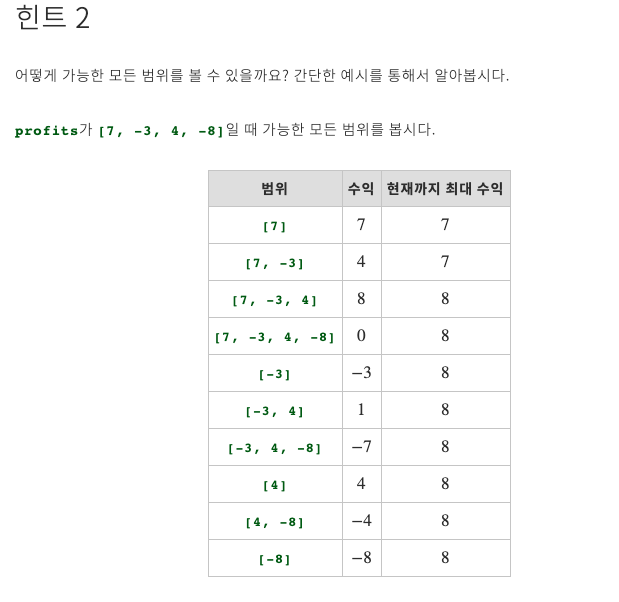 힌트 2
어떻게 가능한 모든 범위를 볼 수 있을까요? 간단한 예시를 통해서 알아봅시다.
profits가 [7, -3, 4, -8]일 때 가능한 모든 범위를 봅시다.
범위 수익 현재까지 최대 수익
[7] 7 7
[7, -3] 4 7
[7, -3, 4] 8 8
[7, -3, 4, -8] 0 8
[-3] −3 8
[-3, 4] 1 8
[-3, 4, -8] −7 8
[4] 4 8
[4, -8] −4 8
[-8] −8 8